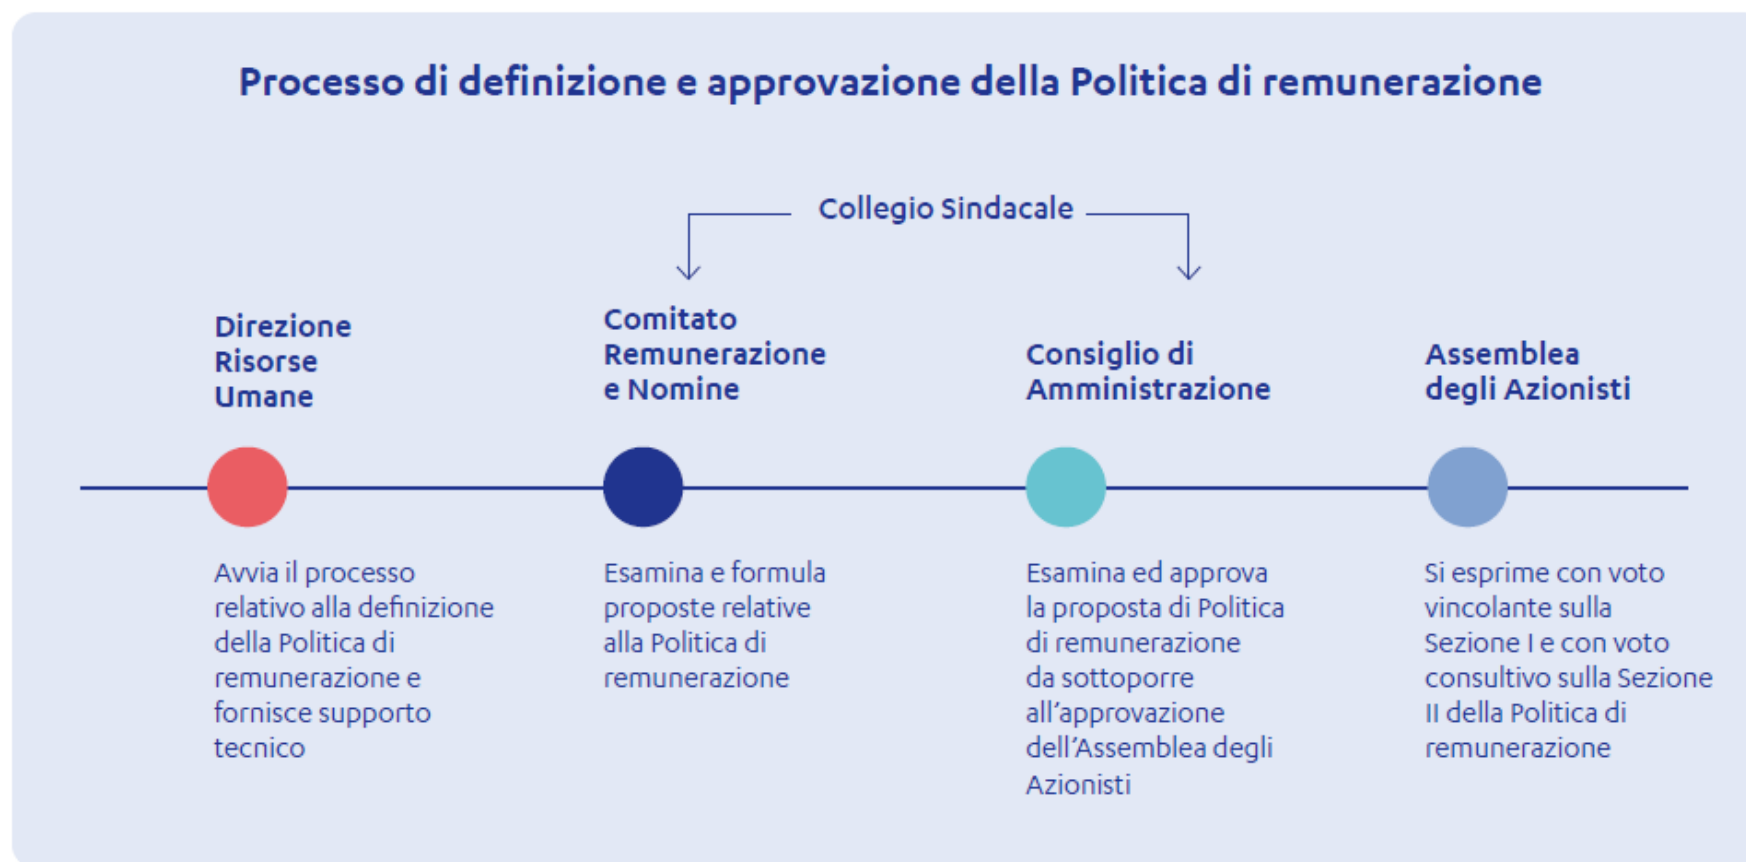 Processo di definizione e approvazione della Politica di remunerazione
Collegio Sindacale
Direzione
Risorse
Umane
Avvia il processo
relativo alla definizione
della Politica di
remunerazione e
fornisce supporto
tecnico
Comitato
Remunerazione
e Nomine
Esamina e formula
proposte relative
alla Politica di
remunerazione
Consiglio di
Amministrazione
Esamina ed approva
la proposta di Politica
di remunerazione
da sottoporre
all’approvazione
dell’Assemblea degli
Azionisti
Assemblea
degli Azionisti
Si esprime con voto
vincolante sulla
Sezione I e con voto
consultivo sulla Sezione
II della Politica di
remunerazione